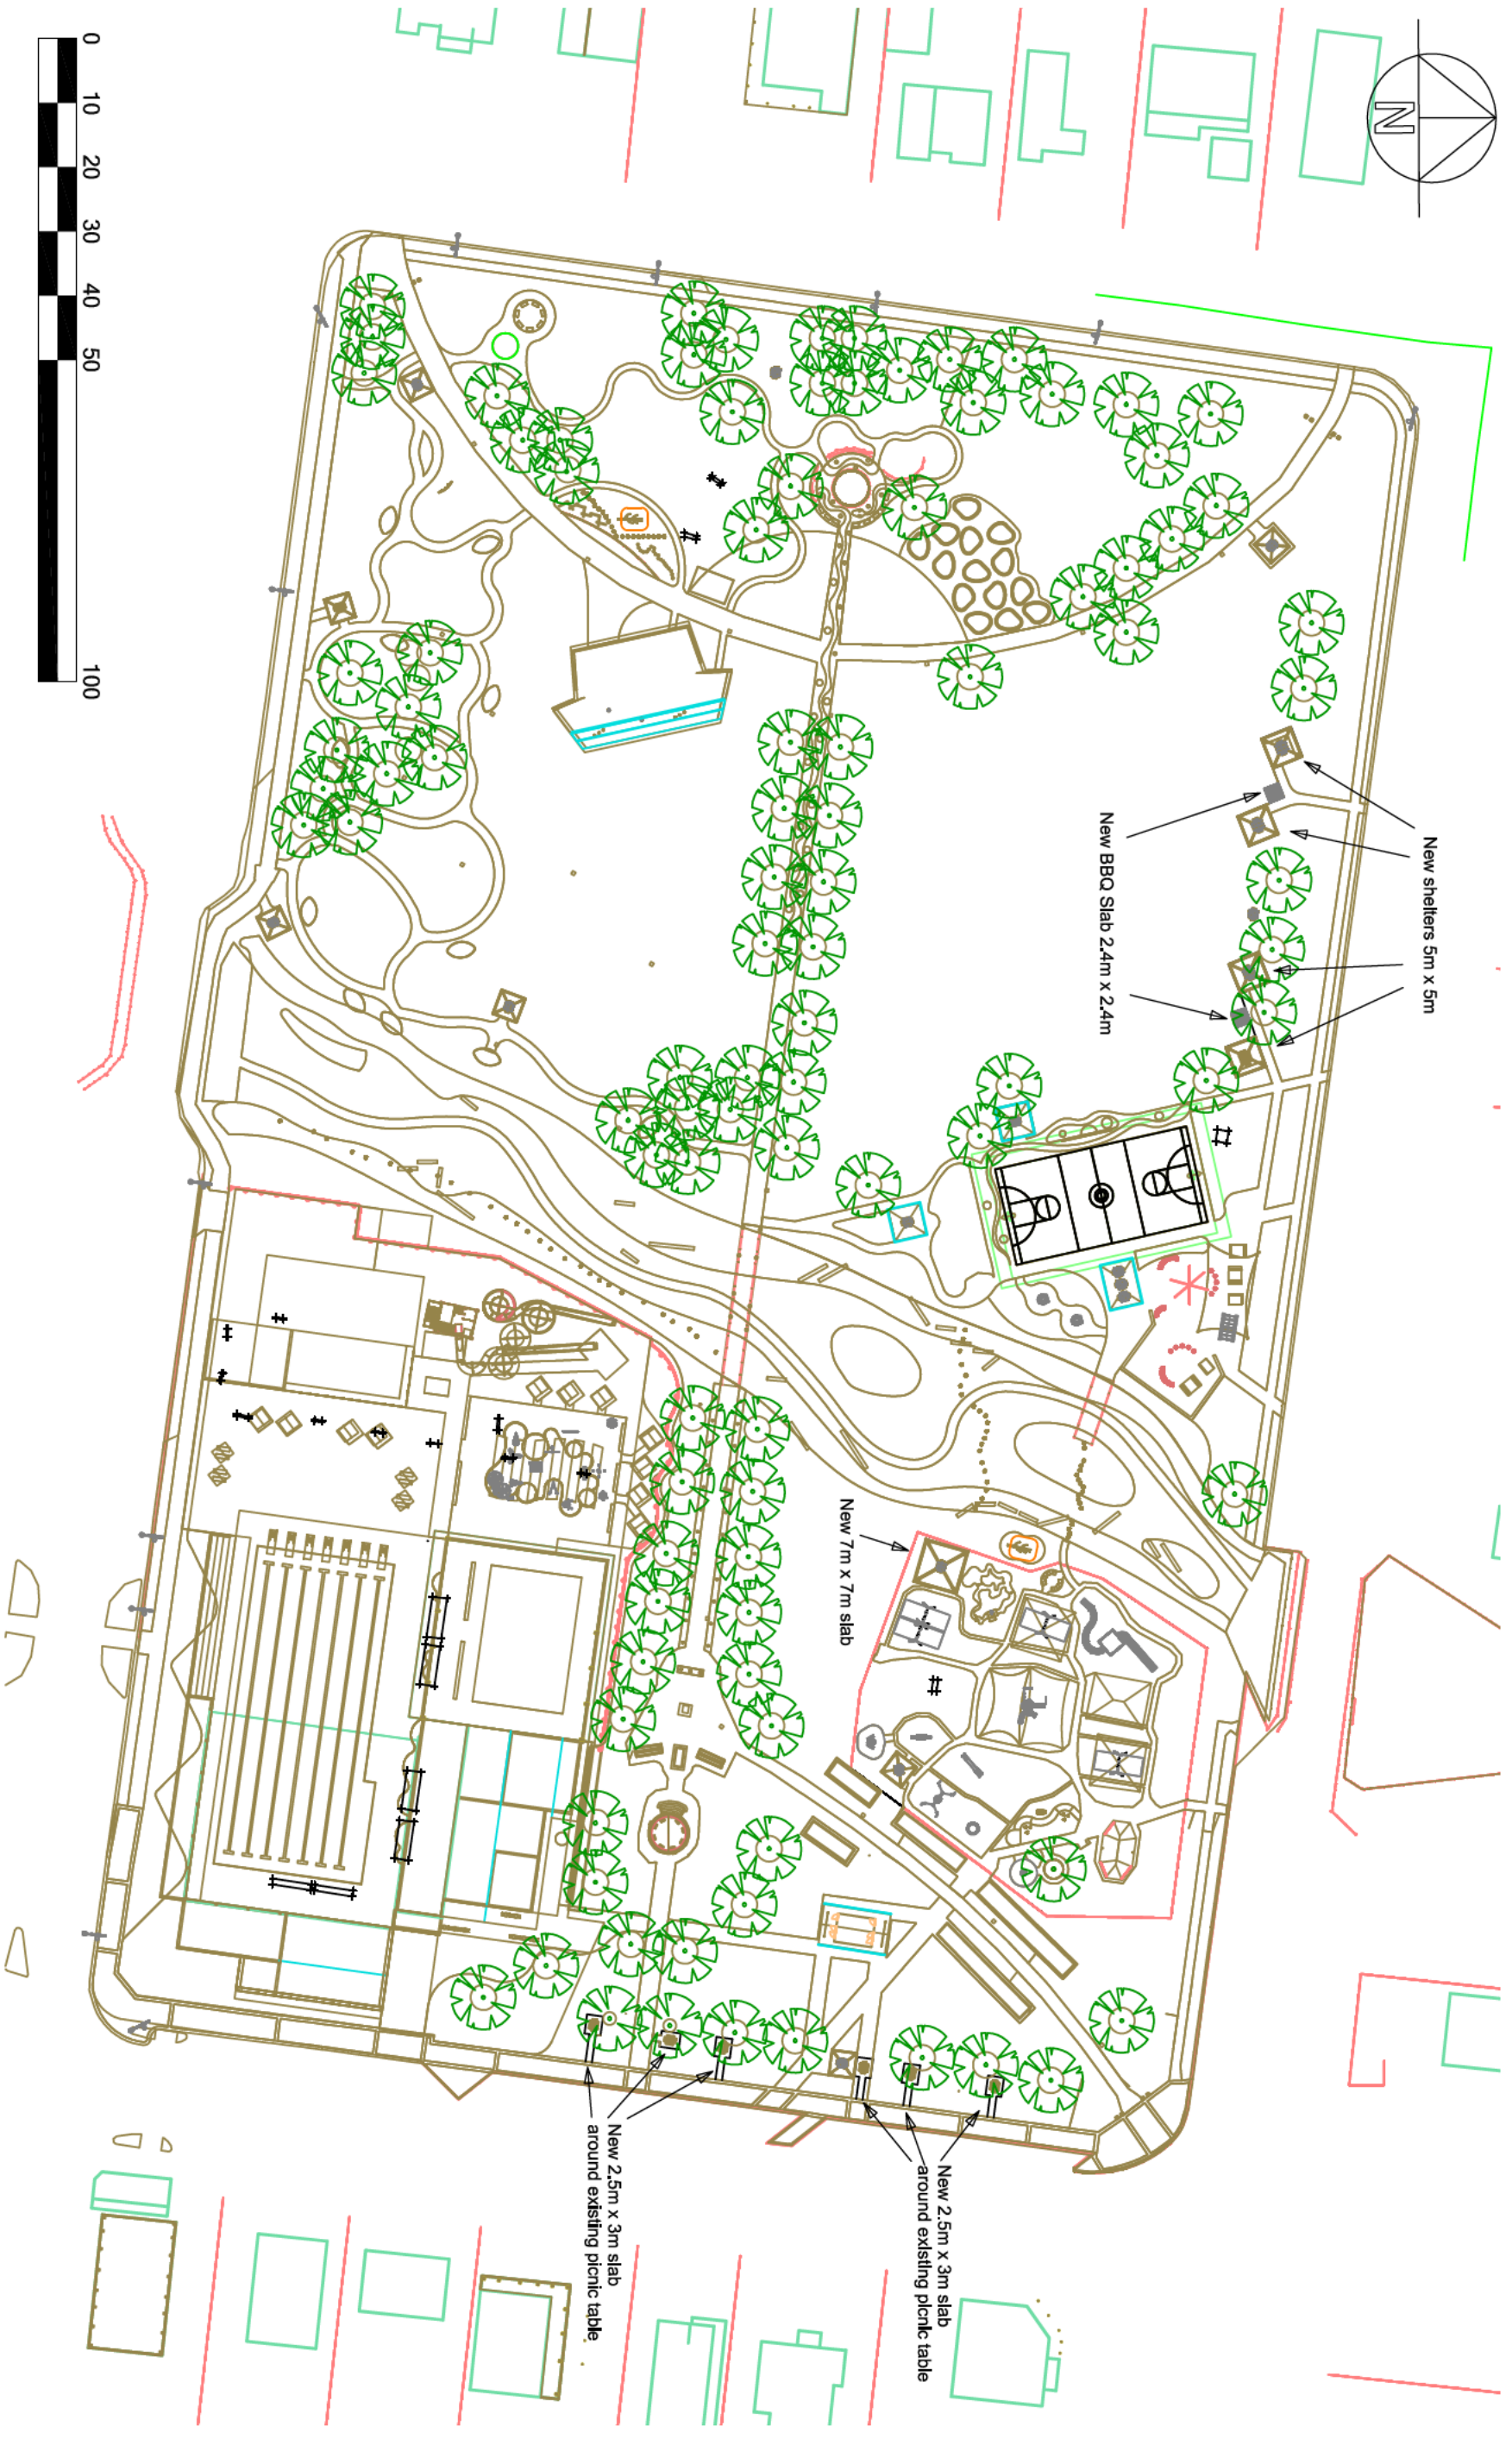 N
0
10
20
30
40
50
100
New shelters 5m x 5m
New BBQ Slab 2.4m x 2.4m
New 7m x 7m slab
New 2.5m x 3m slab
around existing picnic table
New 2.5m x 3m slab
around existing picnic table